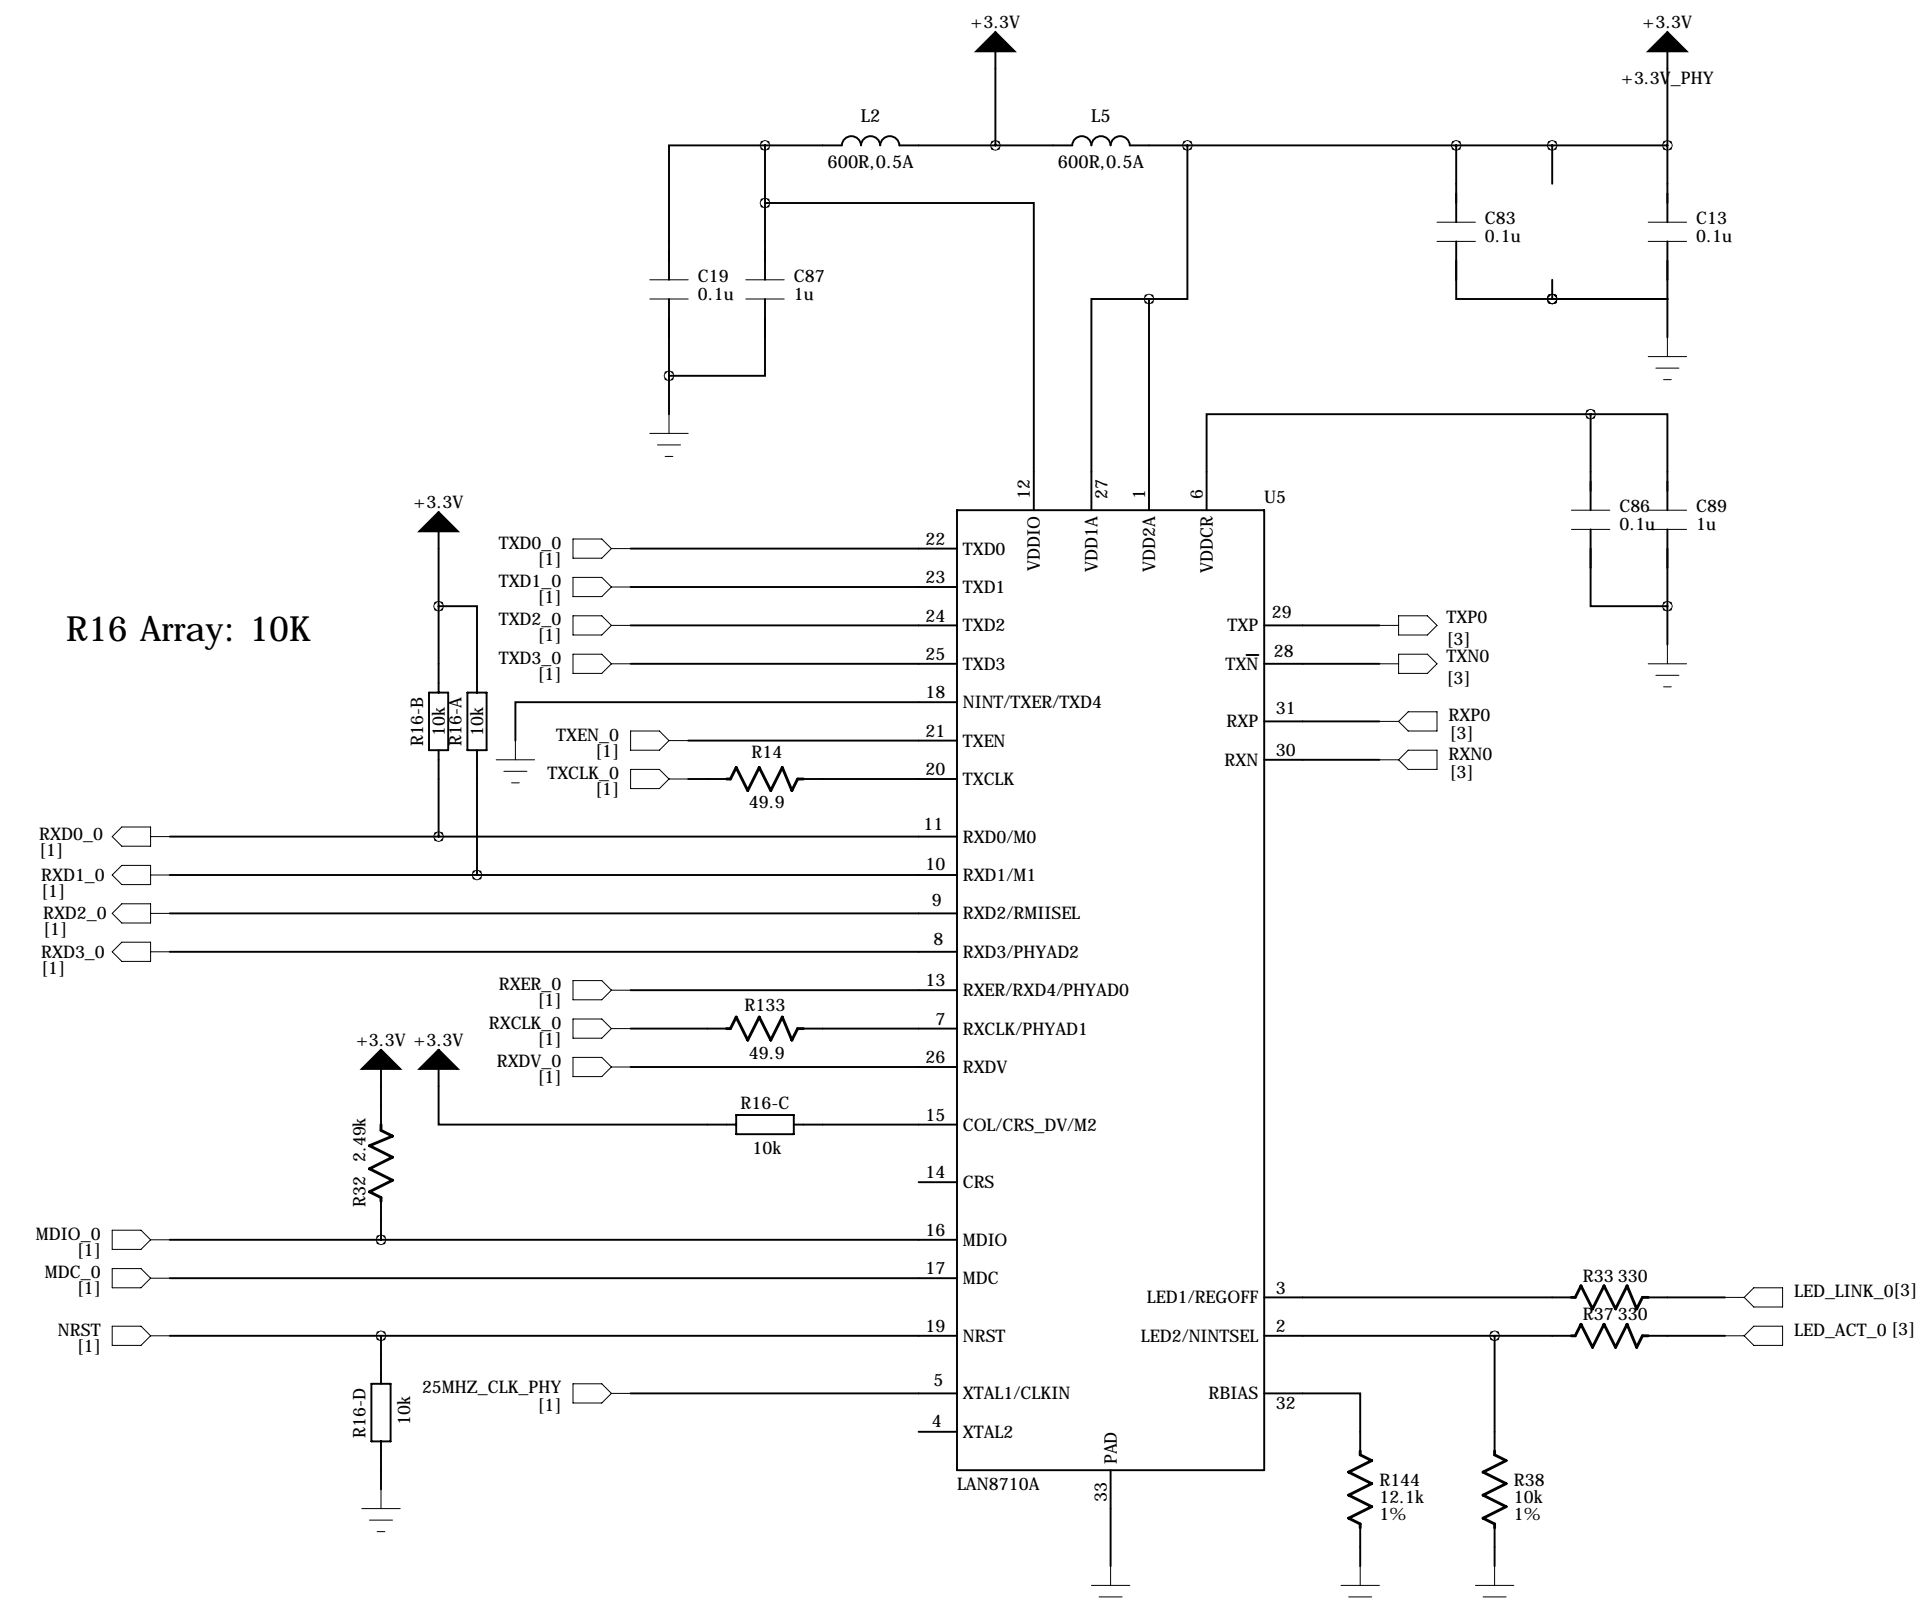 +3.3V
+3.3V
+3.3V_PHY
L2
L5
600R,0.5A
600R,0.5A
C83
0.1u
C13
0.1u
C19
0.1u
C87
1u
+3.3V
12
27
1
6
U5
C86
0.1u
C89
1u
VDDIO
VDD1A
VDD2A
VDDCR
TXD0_0
[1]
22
TXD0
TXD1_0
[1]
23
TXD1
R16 Array: 10K
TXD2_0
[1]
24
TXD2
TXP
29
TXP0
[3]
TXD3_0
[1]
25
TXD3
TXN
28
TXN0
[3]
R16-B
10k
R16-A
10k
18
NINT/TXER/TXD4
RXP
31
RXP0
[3]
TXEN_0
[1]
21
TXEN
RXN
30
RXN0
[3]
TXCLK_0
[1]
R14
49.9
20
TXCLK
RXD0_0
[1]
11
RXD0/M0
RXD1_0
[1]
10
RXD1/M1
RXD2_0
[1]
9
RXD2/RMIISEL
RXD3_0
[1]
8
RXD3/PHYAD2
RXER_0
[1]
13
RXER/RXD4/PHYAD0
RXCLK_0
[1]
R133
49.9
7
RXCLK/PHYAD1
+3.3V
+3.3V
RXDV_0
[1]
26
RXDV
R16-C
10k
15
COL/CRS_DV/M2
R32
2.49k
14
CRS
MDIO_0
[1]
16
MDIO
MDC_0
[1]
17
MDC
LED1/REGOFF
3
R33 330
LED_LINK_0[3]
NRST
[1]
19
NRST
LED2/NINTSEL
2
R37 330
LED_ACT_0 [3]
R16-D
10k
25MHZ_CLK_PHY
[1]
5
XTAL1/CLKIN
RBIAS
32
4
XTAL2
PAD
33
LAN8710A
R144
12.1k
1%
R38
10k
1%